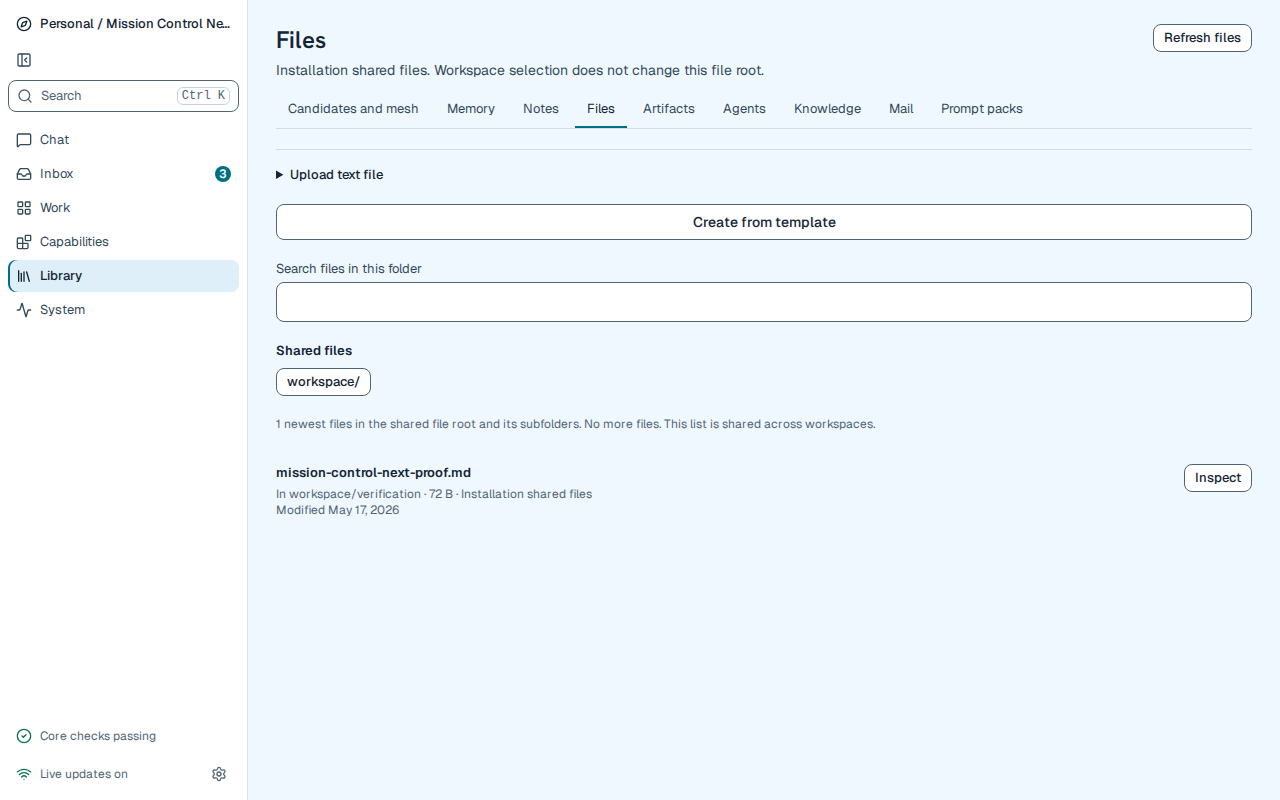 Personal / Mission Control Ne...
Search
Ctrl K
Chat
Inbox
3
Work
Capabilities
Library
System
Core checks passing
Live updates on
Files
Refresh files
Installation shared files. Workspace selection does not change this file root.
Candidates and mesh
Memory
Notes
Files
Artifacts
Agents
Knowledge
Mail
Prompt packs
Upload text file
Create from template
Search files in this folder
Shared files
workspace/
1 newest files in the shared file root and its subfolders. No more files. This list is shared across workspaces.
mission-control-next-proof.md
Inspect
In workspace/verification · 72 B · Installation shared files
Modified May 17, 2026